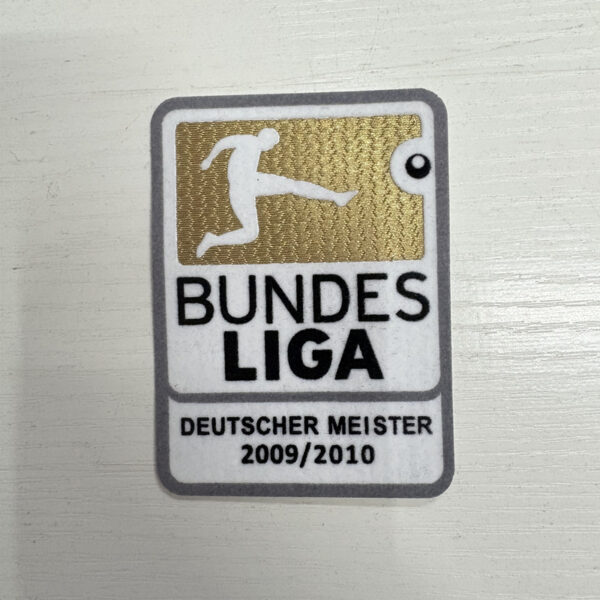 BUNDES
LIGA
DEUTSCHER MEISTER
2009/2010